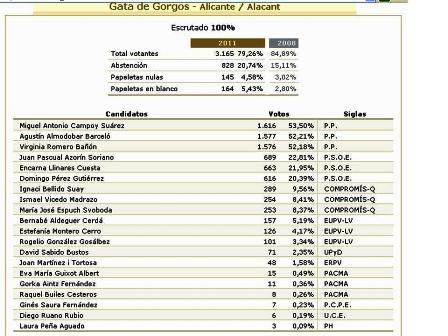 Gata de Gorgos - Alicante / Alacant
Escrutado 100%
2011 2008
Total votantes 3.165 79,26% 84,89%
Abstención 828 20,74% 15,11%
Papeletas nulas 145 4,58% 3,02%
Papeletas en blanco 164 5,43% 2,80%
Candidatos Votos Siglas
Miguel Antonio Campoy Suárez 1.616 53,50% P.P.
Agustín Almodobar Barceló 1.577 52,21% P.P.
Virginia Romero Bañón 1.576 52,18% P.P.
Juan Pascual Azorín Soriano 689 22,81% P.S.O.E.
Encarna Llinares Cuesta 663 21,95% P.S.O.E.
Domingo Pérez Gutiérrez 616 20,39% P.S.O.E.
Ignaci Bellido Suay 289 9,56% COMPROMÍS-Q
Ismael Vicedo Madrazo 254 8,41% COMPROMÍS-Q
María José Espuch Svoboda 253 8,37% COMPROMÍS-Q
Bernabé Aldeguer Cerdá 157 5,19% EUPV-LV
Estefanía Montero Cerro 126 4,17% EUPV-LV
Rogelio González Gosálbez 101 3,34% EUPV-LV
David Sabido Bustos 71 2,35% UPyD
Joan Martínez i Tortosa 48 1,58% ERPV
Eva María Guixot Albert 15 0,49% PACMA
Gorka Aintz Fernández 11 0,36% PACMA
Raquel Builes Casteros 8 0,26% PACMA
Ginés Saura Fernández 7 0,23% P.C.P.E.
Diego Ruano Rubio 6 0,19% U.C.E.
Laura Peña Aguado 3 0,09% PH